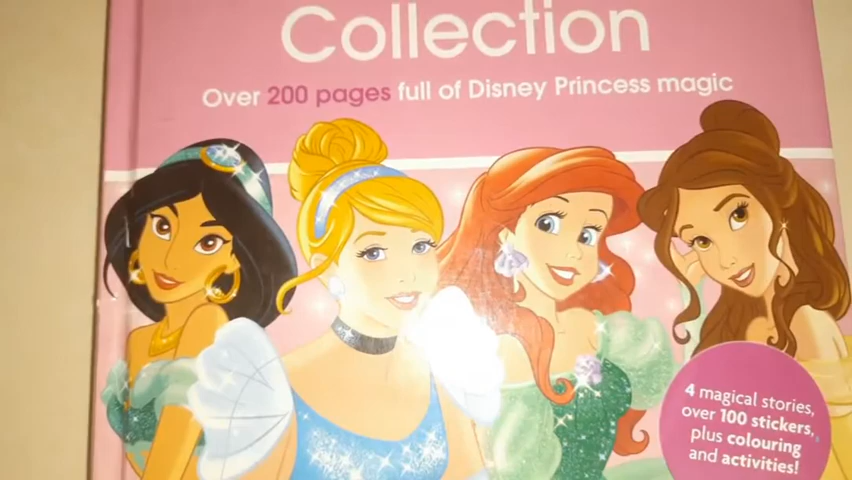 Collection
Over 200 pages full of Disney Princess magic
4 magical stories,
over 100 stickers,
plus colouring
and activities!